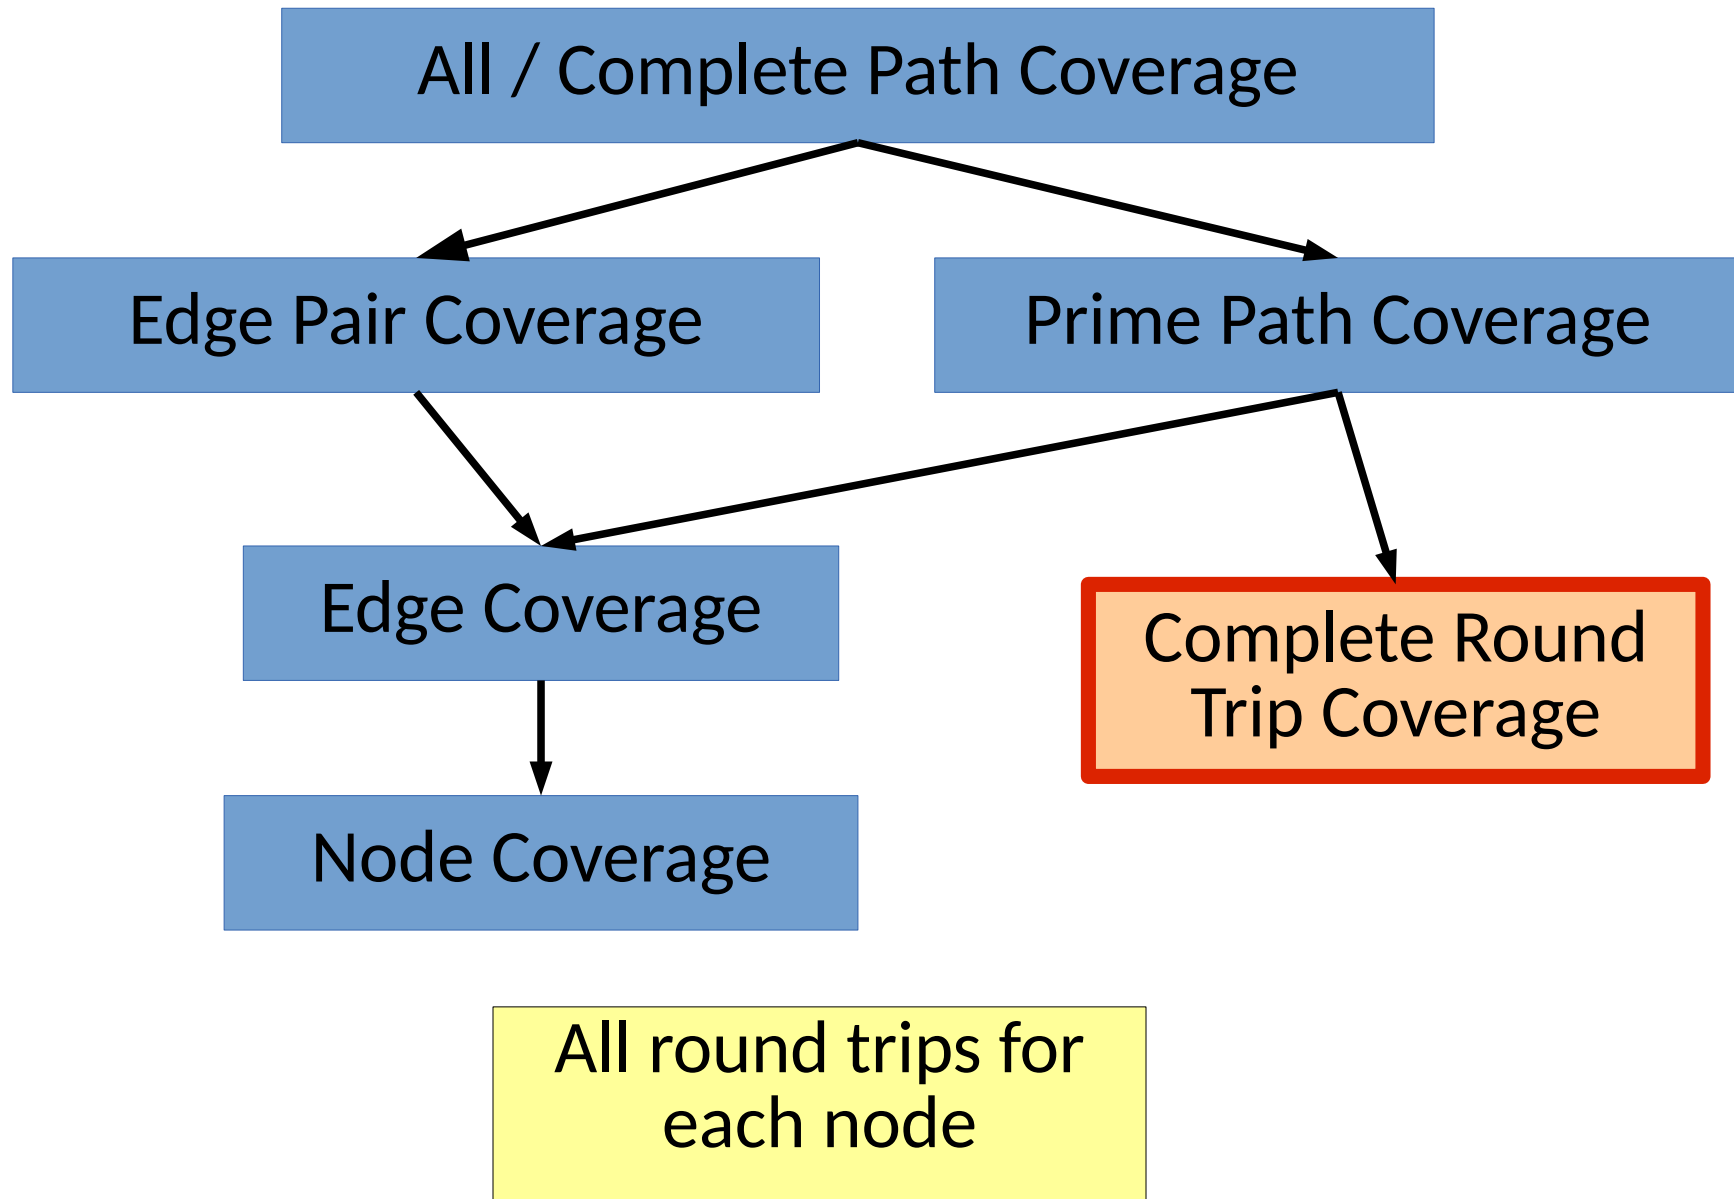 All / Complete Path Coverage
Edge Pair Coverage
Prime Path Coverage
Edge Coverage
Complete Round
Trip Coverage
Node Coverage
All round trips for
each node